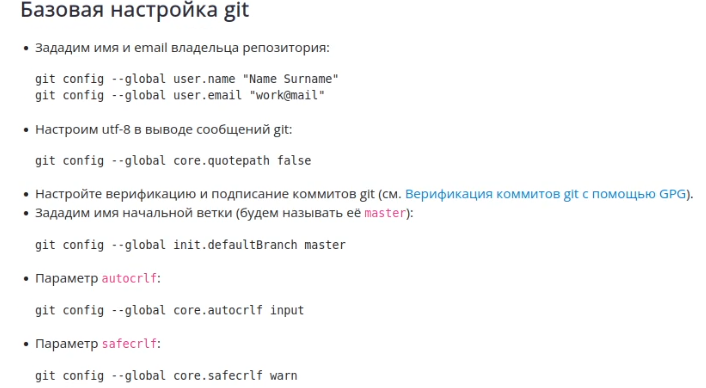 Базовая настройка git
• Зададим имя и email владельца репозитория:
git config --global user.name "Name Surname"
git config --global user.email "work@mail"
• Настроим utf-8 в выводе сообщений git:
git config --global core.quotepath false
• Настройте верификацию и подписание коммитов git (см. Верификация коммитов git с помощью GPG).
• Зададим имя начальной ветки (будем называть её master):
git config --global init.defaultBranch master
• Параметр autocrlf:
git config --global core.autocrlf input
• Параметр safecrlf:
git config --global core.safecrlf warn